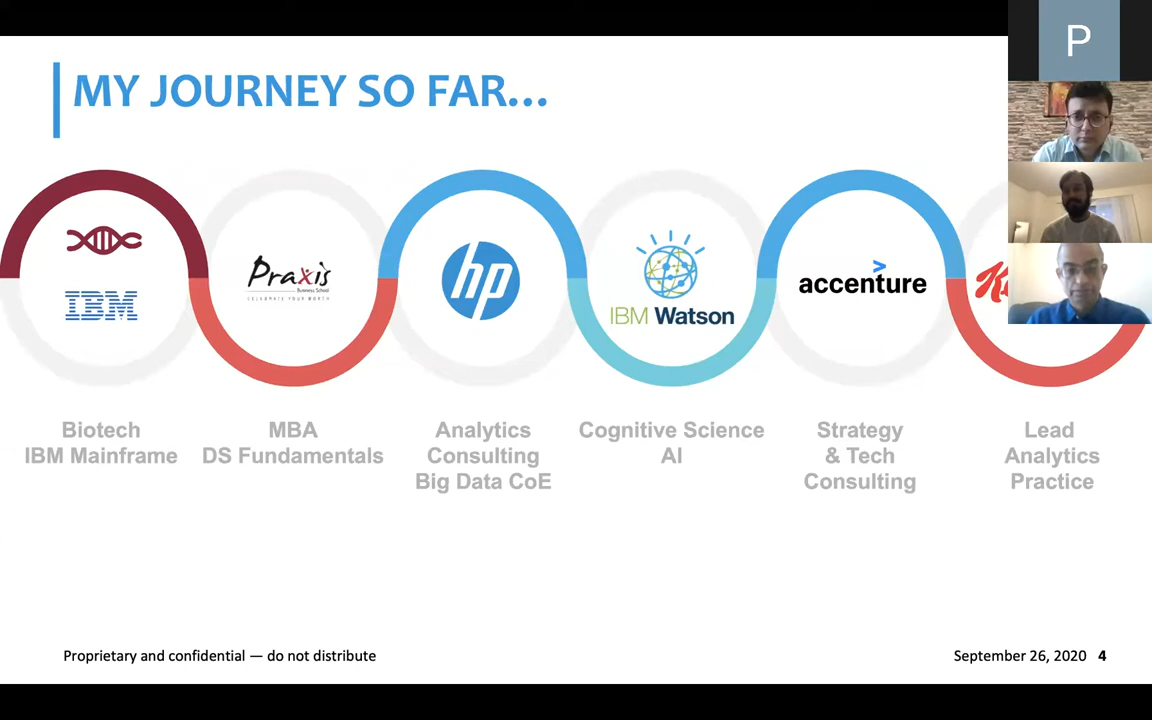 MY JOURNEY SO FAR...
P
IBM
Praxis
Business School
CELEBRATE YOUR WORTH
hp
IBM Watson
>
accenture
Biotech
IBM Mainframe
MBA
DS Fundamentals
Analytics
Consulting
Big Data CoE
Cognitive Science
AI
Strategy
& Tech
Consulting
Lead
Analytics
Practice
Proprietary and confidential — do not distribute
September 26, 2020 4